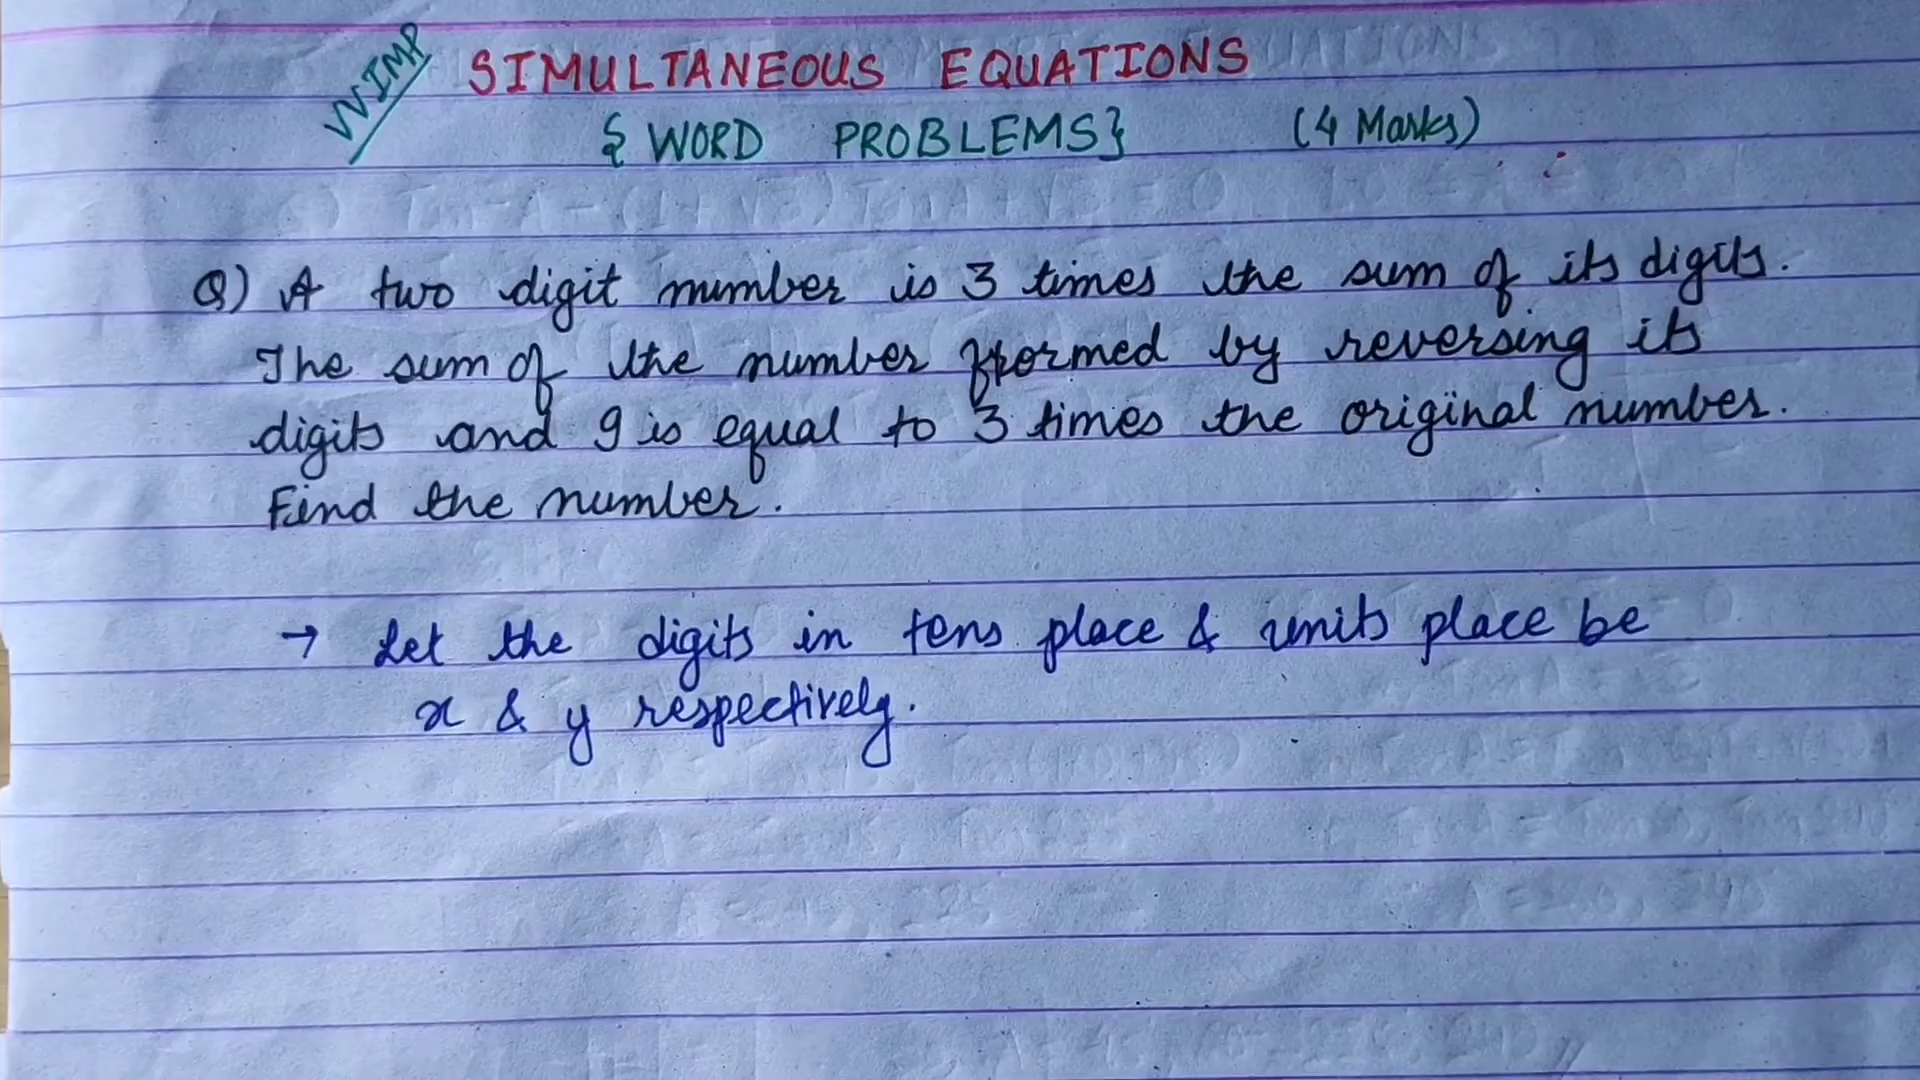 VVIMP
SIMULTANEOUS EQUATIONS
{WORD PROBLEMS} (4 Marks)
Q) A two digit number is 3 times the sum of its digits.
The sum of the number formed by reversing its
digits and 9 is equal to 3 times the original number.
Find the number.
→ Let the digits in tens place & units place be
x & y respectively.